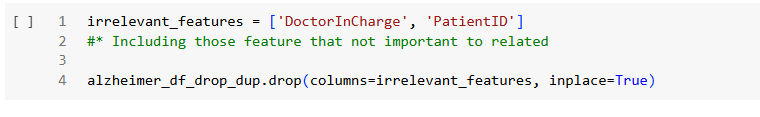 [ ] 1 irrelevant_features = ['DoctorInCharge', 'PatientID']
2 #* Including those feature that not important to related
3
4 alzheimer_df_drop_dup.drop(columns=irrelevant_features, inplace=True)